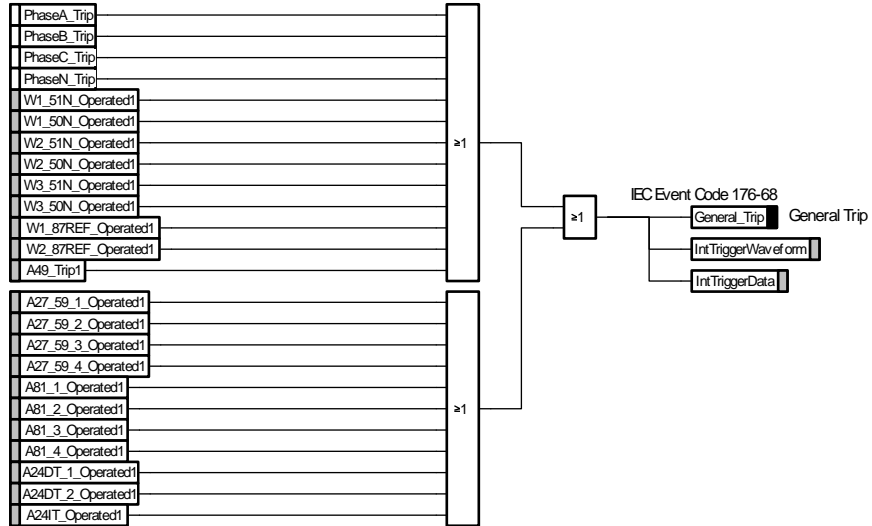 PhaseA_Trip
PhaseB_Trip
PhaseC_Trip
PhaseN_Trip
W1_51N_Operated1
W1_50N_Operated1
W2_51N_Operated1
W2_50N_Operated1
W3_51N_Operated1
W3_50N_Operated1
W1_87REF_Operated1
W2_87REF_Operated1
A49_Trip1
≥1
A27_59_1_Operated1
A27_59_2_Operated1
A27_59_3_Operated1
A27_59_4_Operated1
A81_1_Operated1
A81_2_Operated1
A81_3_Operated1
A81_4_Operated1
A24DT_1_Operated1
A24DT_2_Operated1
A24IT_Operated1
≥1
≥1
IEC Event Code 176-68
General_Trip General Trip
IntTriggerWaveform
IntTriggerData